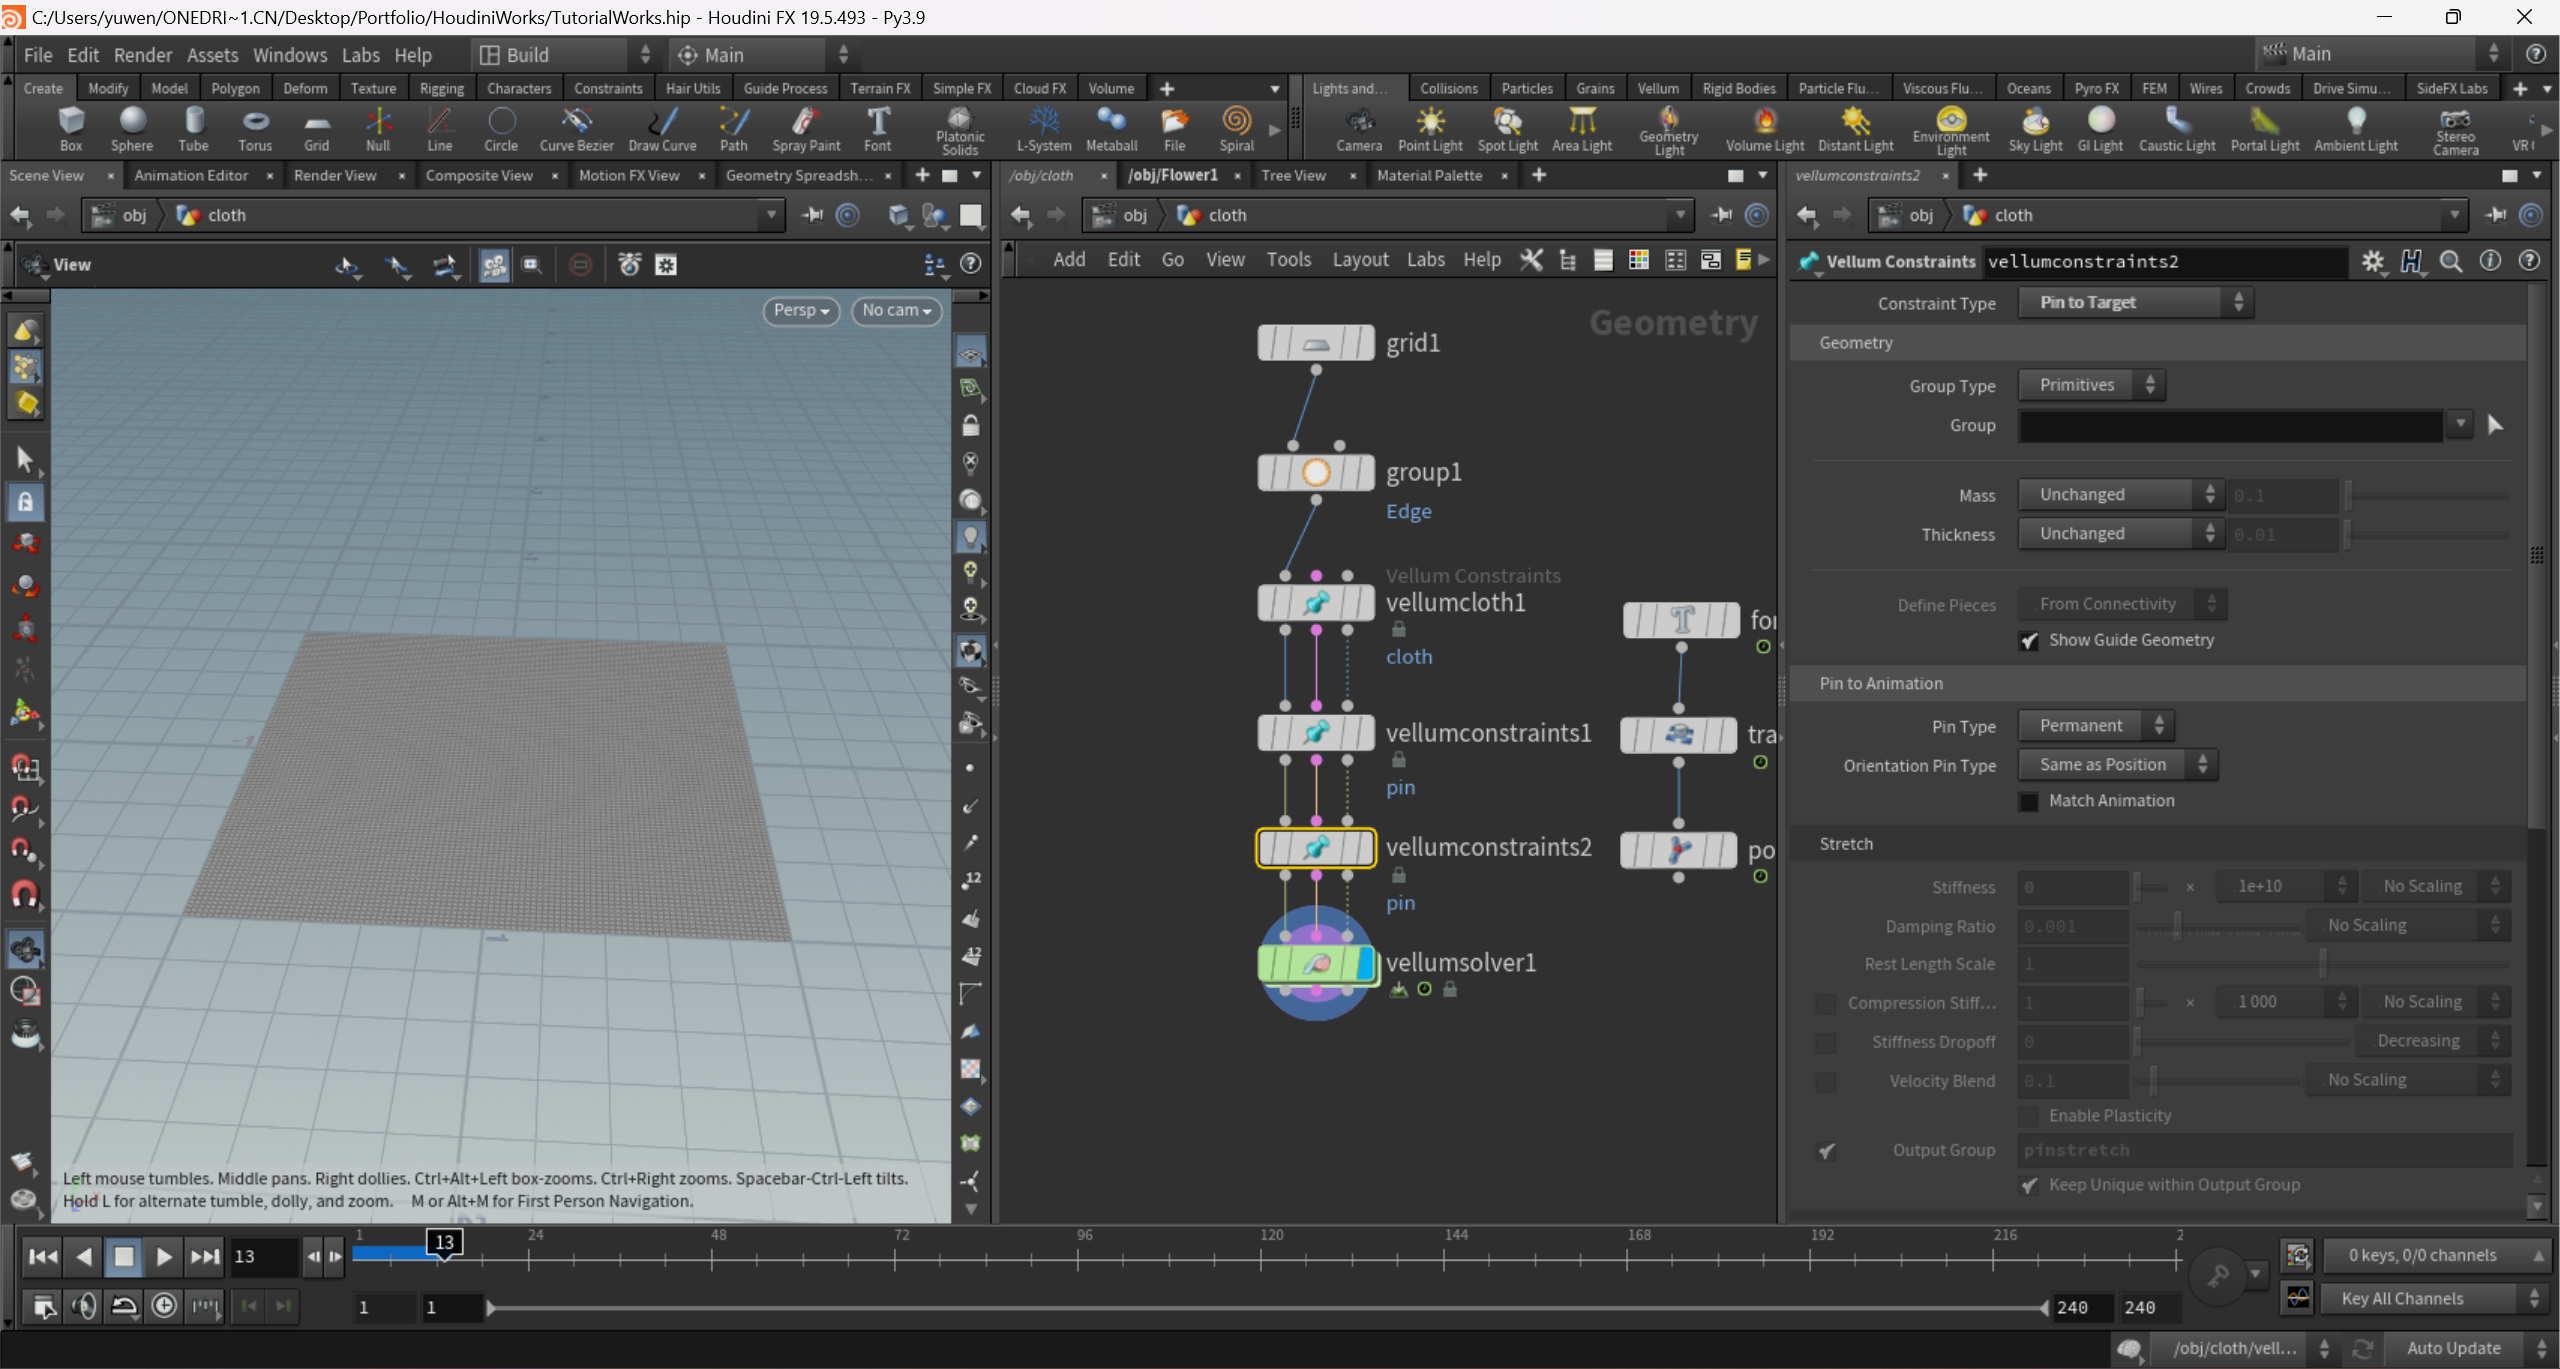 C:/Users/yuwen/ONEDRI~1.CN/Desktop/Portfolio/HoudiniWorks/TutorialWorks.hip - Houdini FX 19.5.493 - Py3.9
File Edit Render Assets Windows Labs Help Build Main Main
Create Modify Model Polygon Deform Texture Rigging Characters Constraints Hair Utils Guide Process Terrain FX Simple FX Cloud FX Volume
Lights and... Collisions Particles Grains Vellum Rigid Bodies Particle Flu... Viscous Flu... Oceans Pyro FX FEM Wires Crowds Drive Simu... SideFX Labs
Box Sphere Tube Torus Grid Null Line Circle Curve Bezier Draw Curve Path Spray Paint Font Platonic Solids L-System Metaball File Spiral
Camera Point Light Spot Light Area Light Geometry Light Volume Light Distant Light Environment Light Sky Light GI Light Caustic Light Portal Light Ambient Light Stereo Camera VR
Scene View Animation Editor Render View Composite View Motion FX View Geometry Spreadsh...
/obj/cloth /obj/Flower1 Tree View Material Palette
vellumconstraints2
obj cloth
obj cloth
obj cloth
View
Persp No cam
Add Edit Go View Tools Layout Labs Help
Geometry
grid1
group1
Edge
Vellum Constraints
vellumcloth1
cloth
vellumconstraints1
pin
vellumconstraints2
pin
vellumsolver1
tra
po
Vellum Constraints vellumconstraints2
Constraint Type Pin to Target
Geometry
Group Type Primitives
Group
Mass Unchanged 0.1
Thickness Unchanged 0.01
Define Pieces From Connectivity
Show Guide Geometry
Pin to Animation
Pin Type Permanent
Orientation Pin Type Same as Position
Match Animation
Stretch
Stiffness 0 × 1e+10 No Scaling
Damping Ratio 0.001 No Scaling
Rest Length Scale 1
Compression Stiff... 1 × 1000 No Scaling
Stiffness Dropoff 0 Decreasing
Velocity Blend 0.1 No Scaling
Enable Plasticity
Output Group pinstretch
Keep Unique within Output Group
Left mouse tumbles. Middle pans. Right dollies. Ctrl+Alt+Left box-zooms. Ctrl+Right zooms. Spacebar-Ctrl-Left tilts.
Hold L for alternate tumble, dolly, and zoom. M or Alt+M for First Person Navigation.
13 1 13 24 48 72 96 120 144 168 192 216 2
0 keys, 0/0 channels
1 1 240 240
Key All Channels
/obj/cloth/vell... Auto Update